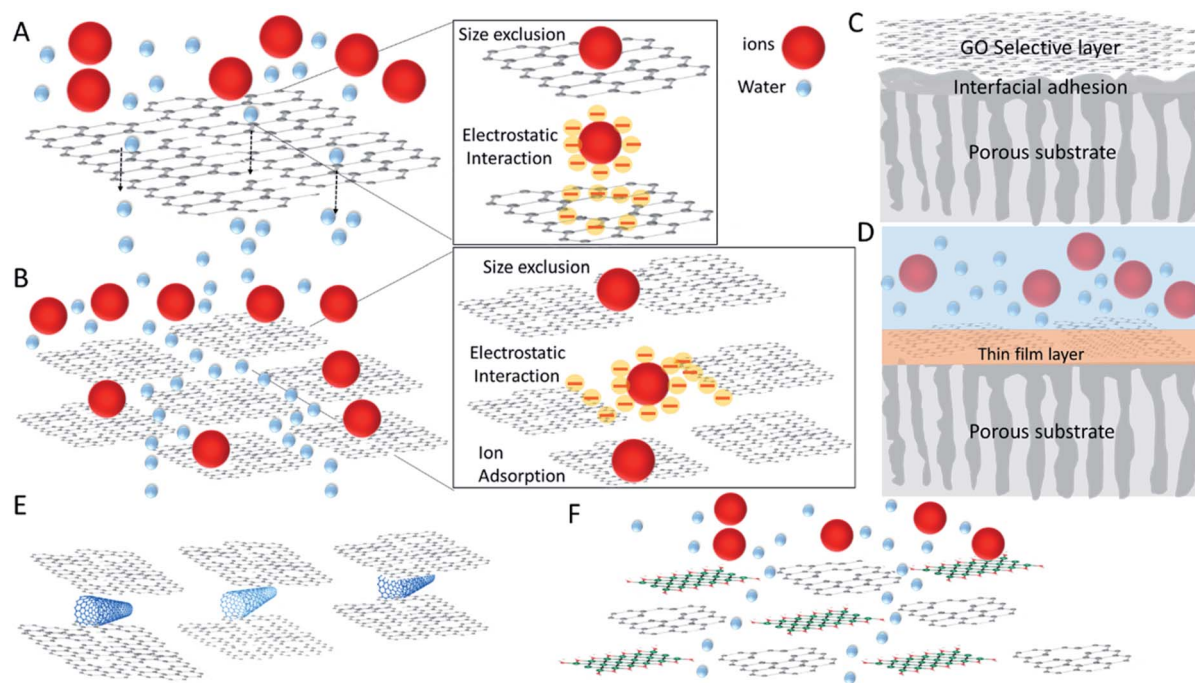 A
Size exclusion
Electrostatic
Interaction
ions
Water
B
Size exclusion
Electrostatic
Interaction
Ion
Adsorption
C
GO Selective layer
Interfacial adhesion
Porous substrate
D
Thin film layer
Porous substrate
E
F